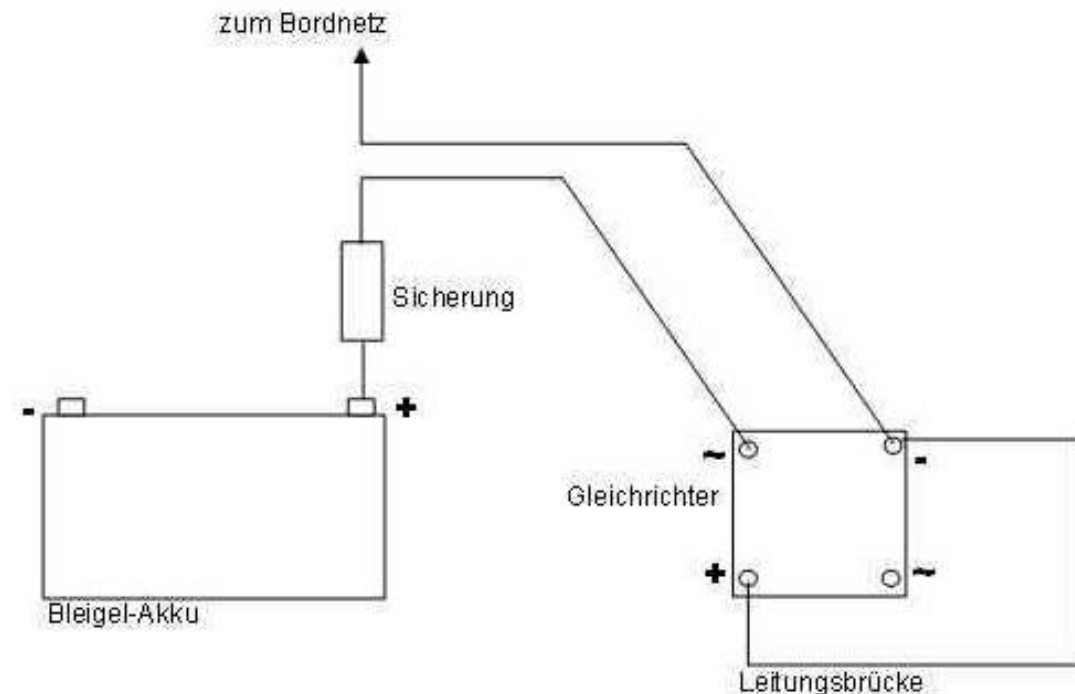 zum Bordnetz
Sicherung
- +
~ -
Gleichrichter
+ ~
Bleigel-Akku
Leitungsbrücke